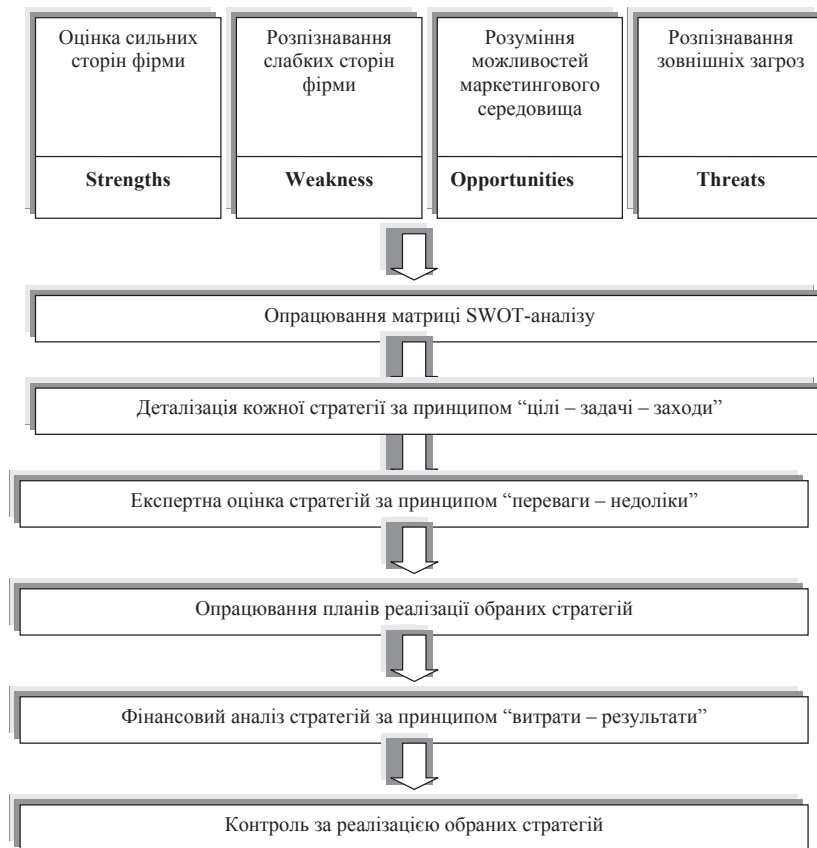 Оцінка сильних
сторін фірми
Strengths
Розпізнавання
слабких сторін
фірми
Weakness
Розуміння
можливостей
маркетингового
середовища
Opportunities
Розпізнавання
зовнішніх загроз
Threats
Опрацювання матриці SWOT-аналізу
Деталізація кожної стратегії за принципом “цілі – задачі – заходи”
Експертна оцінка стратегій за принципом “переваги – недоліки”
Опрацювання планів реалізації обраних стратегій
Фінансовий аналіз стратегій за принципом “витрати – результати”
Контроль за реалізацією обраних стратегій